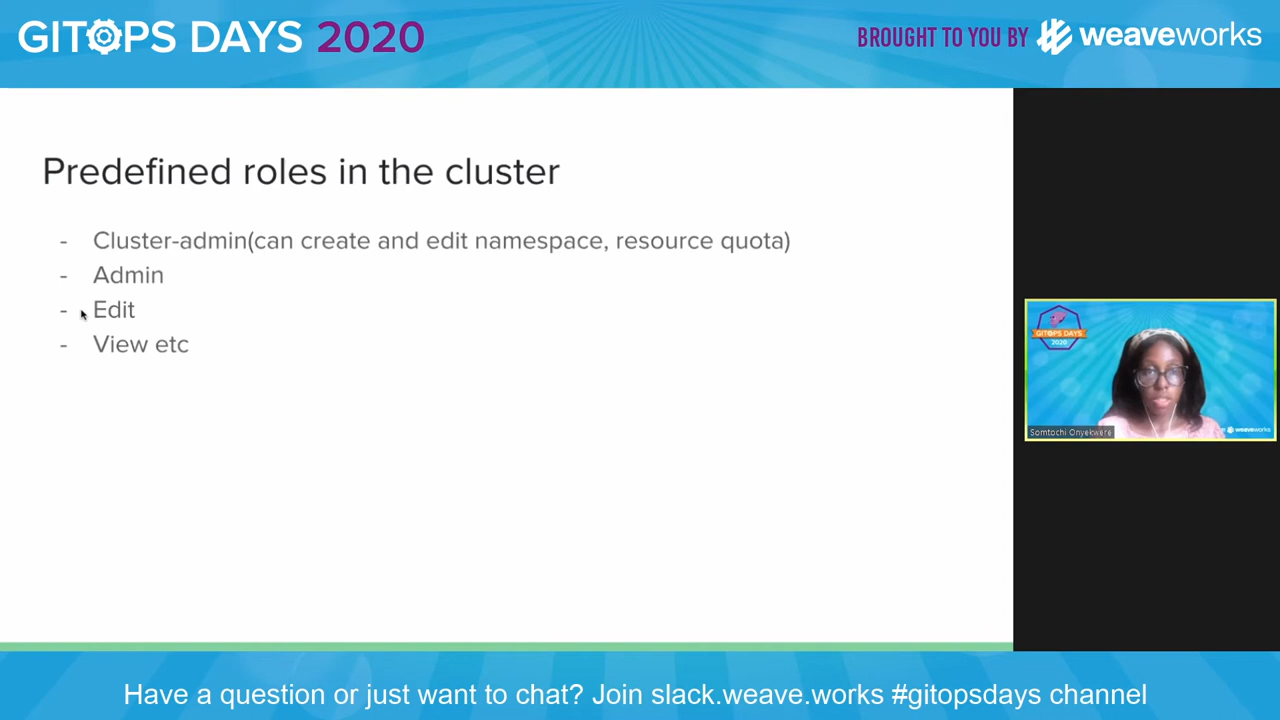 GITOPS DAYS 2020
BROUGHT TO YOU BY weaveworks
Predefined roles in the cluster
- Cluster-admin(can create and edit namespace, resource quota)
- Admin
- Edit
- View etc
GITOPS DAYS
2020
Somtochi Onyekwere
weaveworks
Have a question or just want to chat? Join slack.weave.works #gitopsdays channel